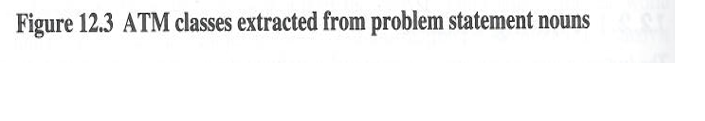 Figure 12.3 ATM classes extracted from problem statement nouns